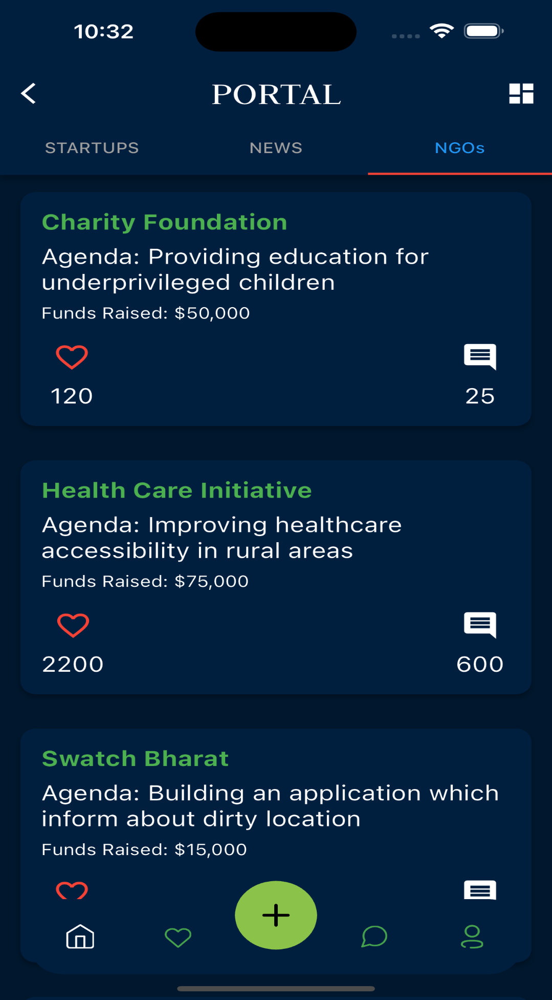 10:32
PORTAL
STARTUPS NEWS NGOs
Charity Foundation
Agenda: Providing education for
underprivileged children
Funds Raised: $50,000
120 25
Health Care Initiative
Agenda: Improving healthcare
accessibility in rural areas
Funds Raised: $75,000
2200 600
Swatch Bharat
Agenda: Building an application which
inform about dirty location
Funds Raised: $15,000